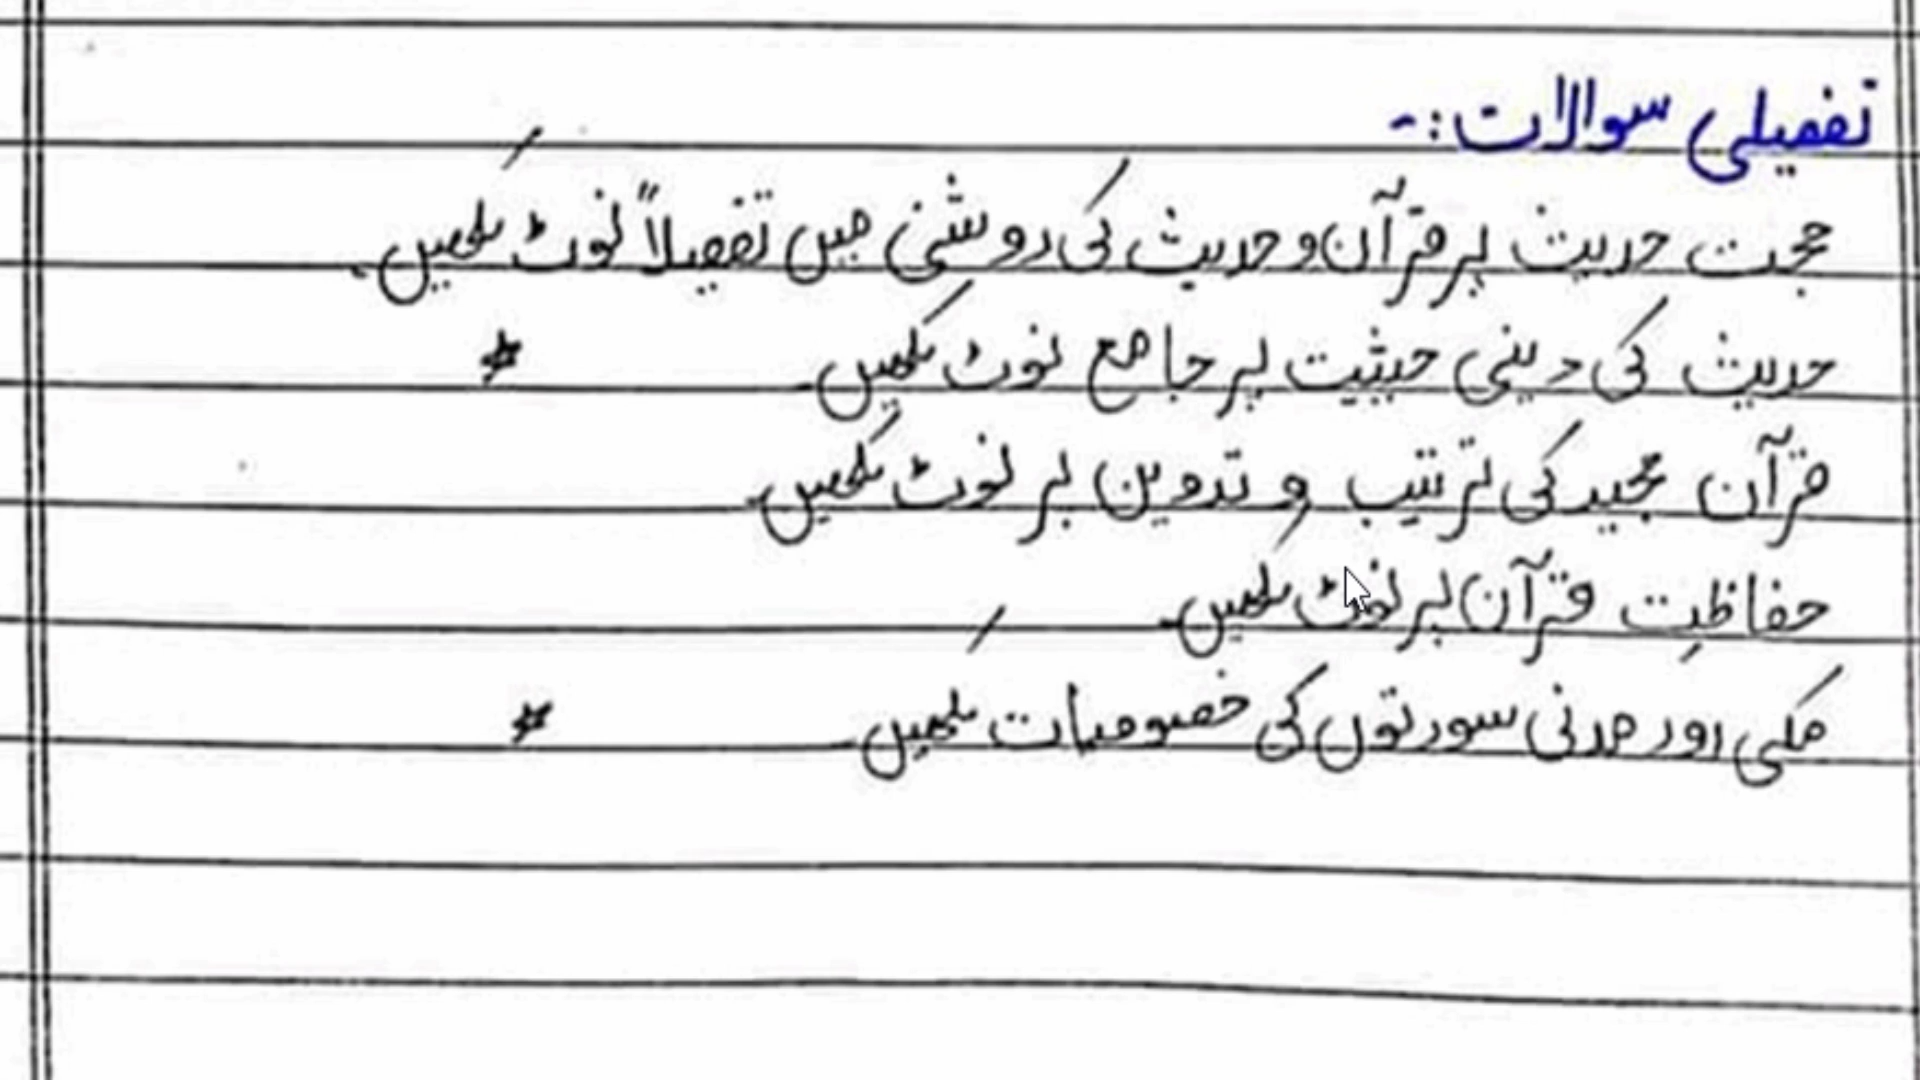 تفصیلی سوالات:-
حجت حدیث پر قرآن و حدیث کی روشنی میں تفصیلاً نوٹ لکھیں۔
حدیث کی دینی حیثیت پر جامع نوٹ لکھیں۔ *
قرآن مجید کی ترتیب و تدوین پر نوٹ لکھیں۔
حفاظتِ قرآن پر نوٹ لکھیں۔
مکی اور مدنی سورتوں کی خصوصیات لکھیں۔ *